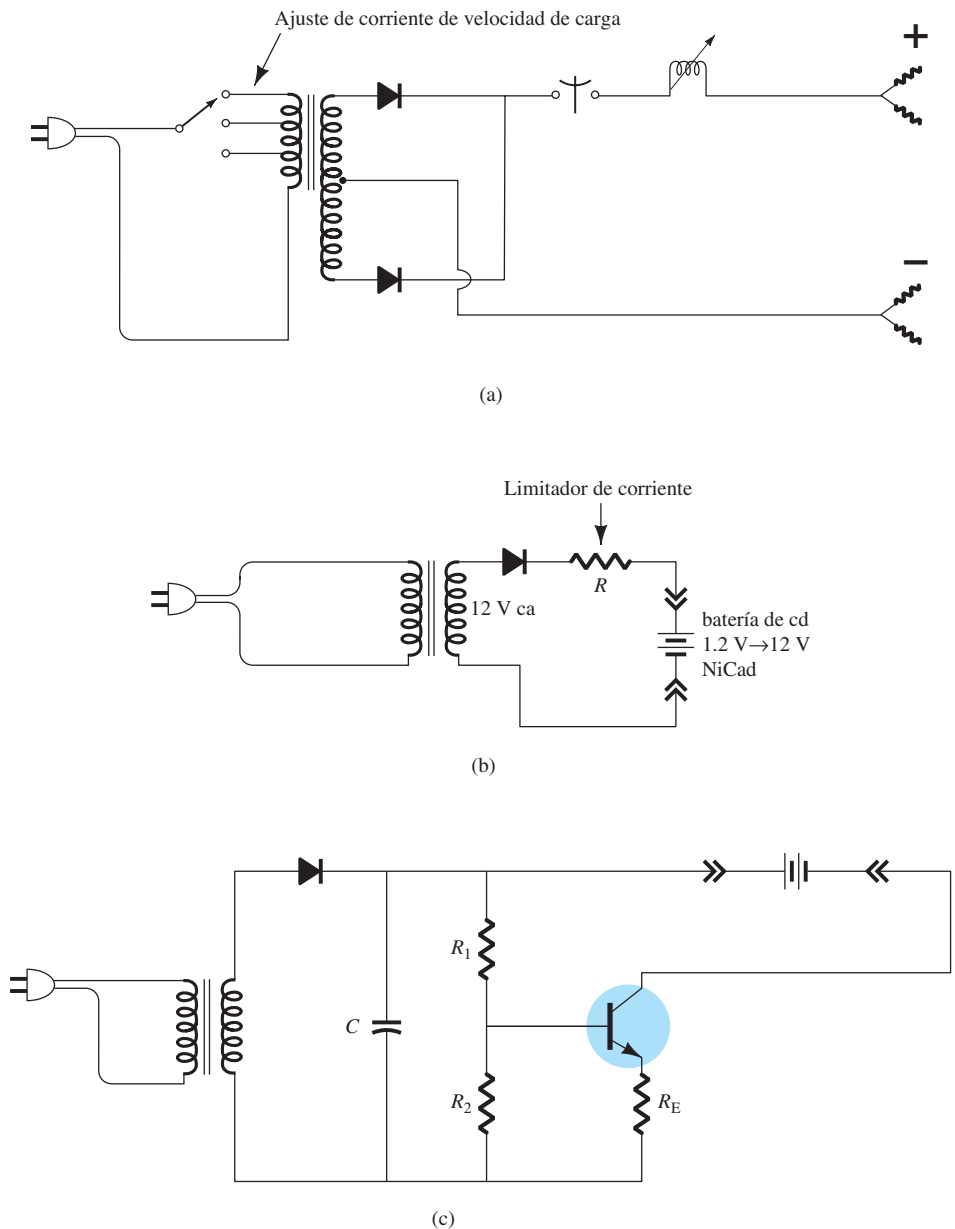 Ajuste de corriente de velocidad de carga
+
−
(a)
Limitador de corriente
R
12 V ca
batería de cd
1.2 V→12 V
NiCad
(b)
R1
C
R2
RE
(c)